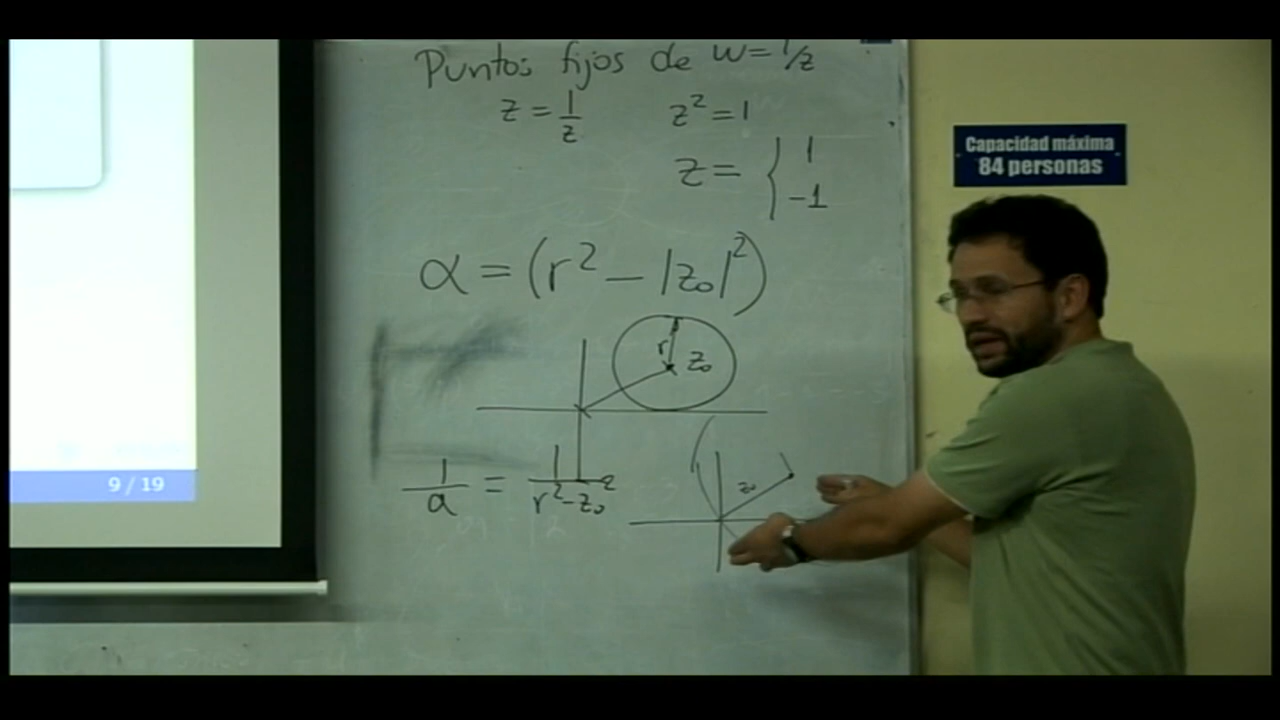 Puntos fijos de w=1/z
z = 1/z z² = 1
z = { 1
-1
α = (r² - |z₀|²)
r z₀
1/α = 1/(r²-z₀²)
z₀
9 / 19
Capacidad máxima
84 personas